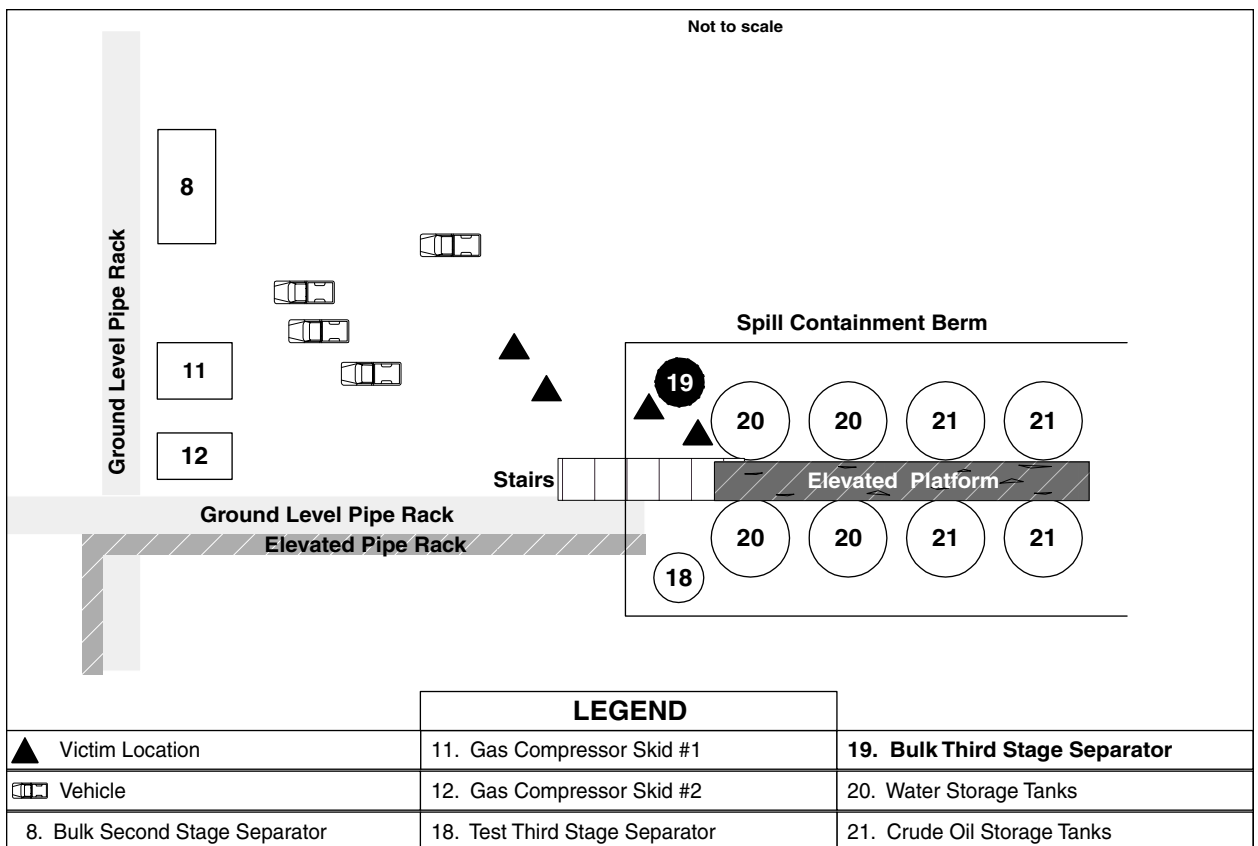 Not to scale
8
Ground Level Pipe Rack
11
12
Spill Containment Berm
19
20 20 21 21
Stairs
Elevated Platform
Ground Level Pipe Rack
Elevated Pipe Rack
20 20 21 21
18
LEGEND
Victim Location
11. Gas Compressor Skid #1
19. Bulk Third Stage Separator
Vehicle
12. Gas Compressor Skid #2
20. Water Storage Tanks
8. Bulk Second Stage Separator
18. Test Third Stage Separator
21. Crude Oil Storage Tanks